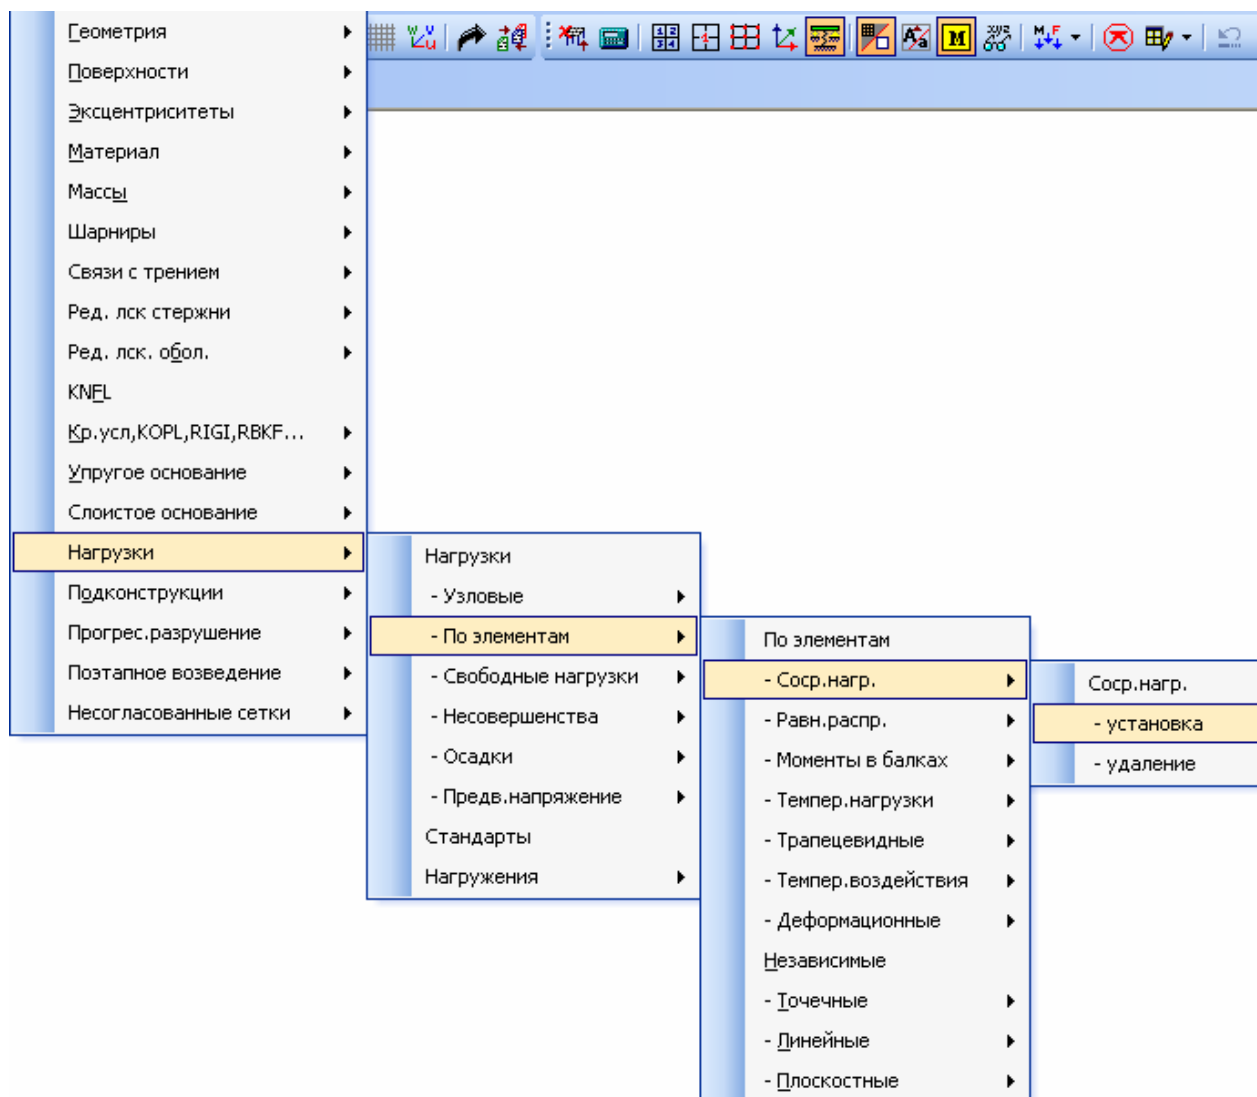 Геометрия
Поверхности
Эксцентриситеты
Материал
Массы
Шарниры
Связи с трением
Ред. лск стержни
Ред. лск. обол.
KNFL
Кр.усл,KOPL,RIGI,RBKF...
Упругое основание
Слоистое основание
Нагрузки
Подконструкции
Прогрес.разрушение
Поэтапное возведение
Несогласованные сетки
Нагрузки
- Узловые
- По элементам
- Свободные нагрузки
- Несовершенства
- Осадки
- Предв.напряжение
Стандарты
Нагружения
По элементам
- Соср.нагр.
- Равн.распр.
- Моменты в балках
- Темпер.нагрузки
- Трапецевидные
- Темпер.воздействия
- Деформационные
Независимые
- Точечные
- Линейные
- Плоскостные
Соср.нагр.
- установка
- удаление